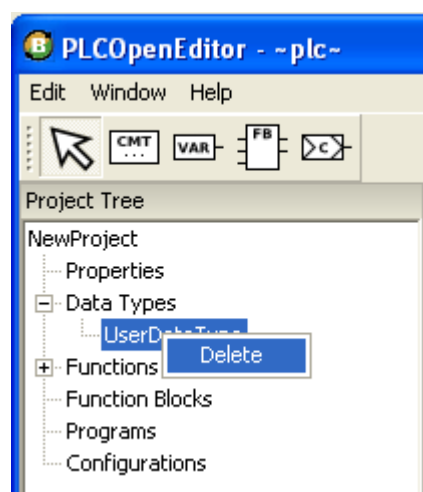 PLCOpenEditor - ~plc~
Edit Window Help
CMT
...
VAR
FB
C
Project Tree
NewProject
Properties
Data Types
UserDataType
Delete
Functions
Function Blocks
Programs
Configurations